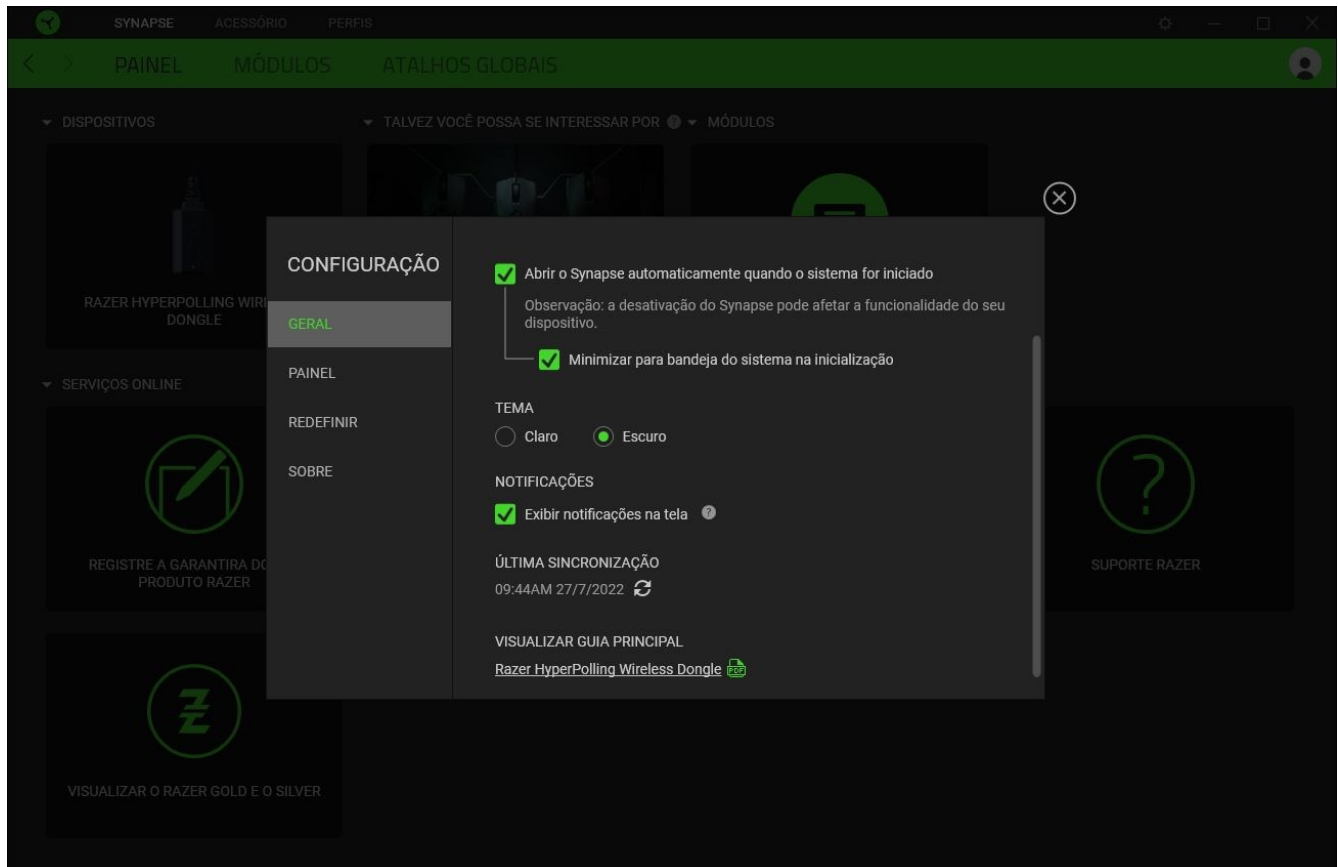 SYNAPSE ACESSÓRIO PERFIS
PAINEL MÓDULOS ATALHOS GLOBAIS
DISPOSITIVOS
TALVEZ VOCÊ POSSA SE INTERESSAR POR ?
MÓDULOS
RAZER HYPERPOLLING WIRE
DONGLE
SERVIÇOS ONLINE
REGISTRE A GARANTIRA DO
PRODUTO RAZER
SUPORTE RAZER
VISUALIZAR O RAZER GOLD E O SILVER
CONFIGURAÇÃO
GERAL
PAINEL
REDEFINIR
SOBRE
Abrir o Synapse automaticamente quando o sistema for iniciado
Observação: a desativação do Synapse pode afetar a funcionalidade do seu
dispositivo.
Minimizar para bandeja do sistema na inicialização
TEMA
Claro Escuro
NOTIFICAÇÕES
Exibir notificações na tela ?
ÚLTIMA SINCRONIZAÇÃO
09:44AM 27/7/2022
VISUALIZAR GUIA PRINCIPAL
Razer HyperPolling Wireless Dongle PDF